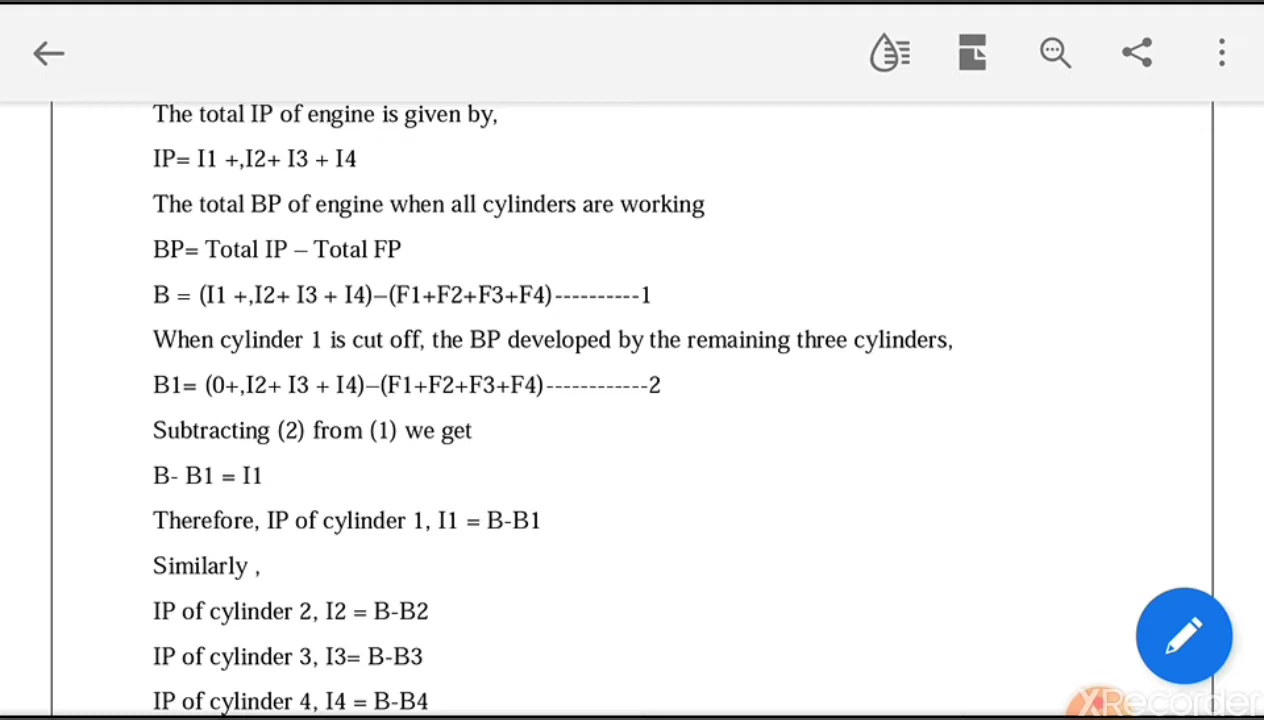 The total IP of engine is given by,
IP= I1 +,I2+ I3 + I4
The total BP of engine when all cylinders are working
BP= Total IP – Total FP
B = (I1 +,I2+ I3 + I4)–(F1+F2+F3+F4)----------1
When cylinder 1 is cut off, the BP developed by the remaining three cylinders,
B1= (0+,I2+ I3 + I4)–(F1+F2+F3+F4)------------2
Subtracting (2) from (1) we get
B- B1 = I1
Therefore, IP of cylinder 1, I1 = B-B1
Similarly ,
IP of cylinder 2, I2 = B-B2
IP of cylinder 3, I3= B-B3
IP of cylinder 4, I4 = B-B4
XRecorder